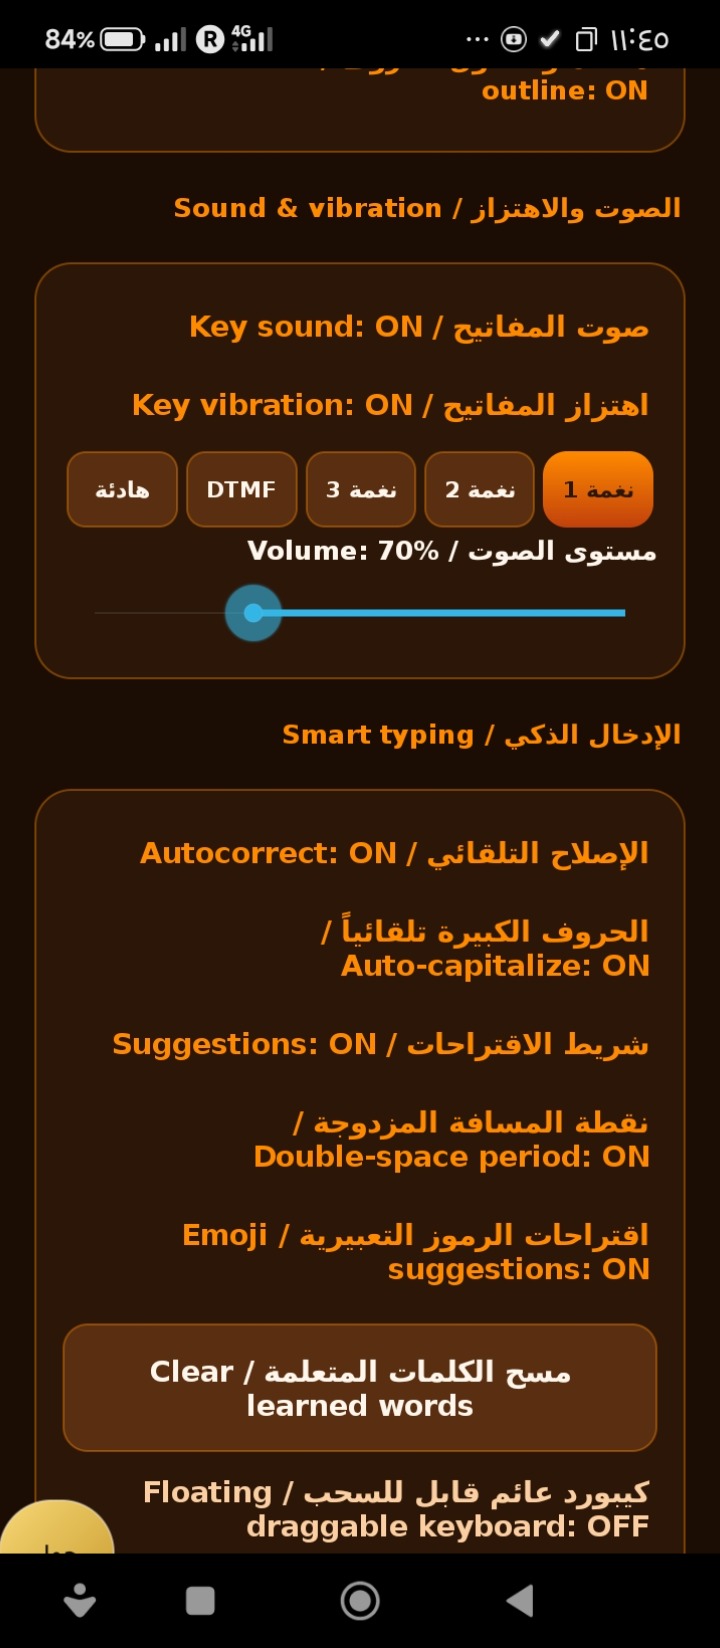 84% R 4G ... ١١:٤٥
outline: ON
الصوت والاهتزاز / Sound & vibration
صوت المفاتيح / Key sound: ON
اهتزاز المفاتيح / Key vibration: ON
نغمة 1 نغمة 2 نغمة 3 DTMF هادئة
مستوى الصوت / Volume: 70%
الإدخال الذكي / Smart typing
الإصلاح التلقائي / Autocorrect: ON
الحروف الكبيرة تلقائياً /
Auto-capitalize: ON
شريط الاقتراحات / Suggestions: ON
نقطة المسافة المزدوجة /
Double-space period: ON
اقتراحات الرموز التعبيرية / Emoji
suggestions: ON
مسح الكلمات المتعلمة / Clear
learned words
كيبورد عائم قابل للسحب / Floating
draggable keyboard: OFF